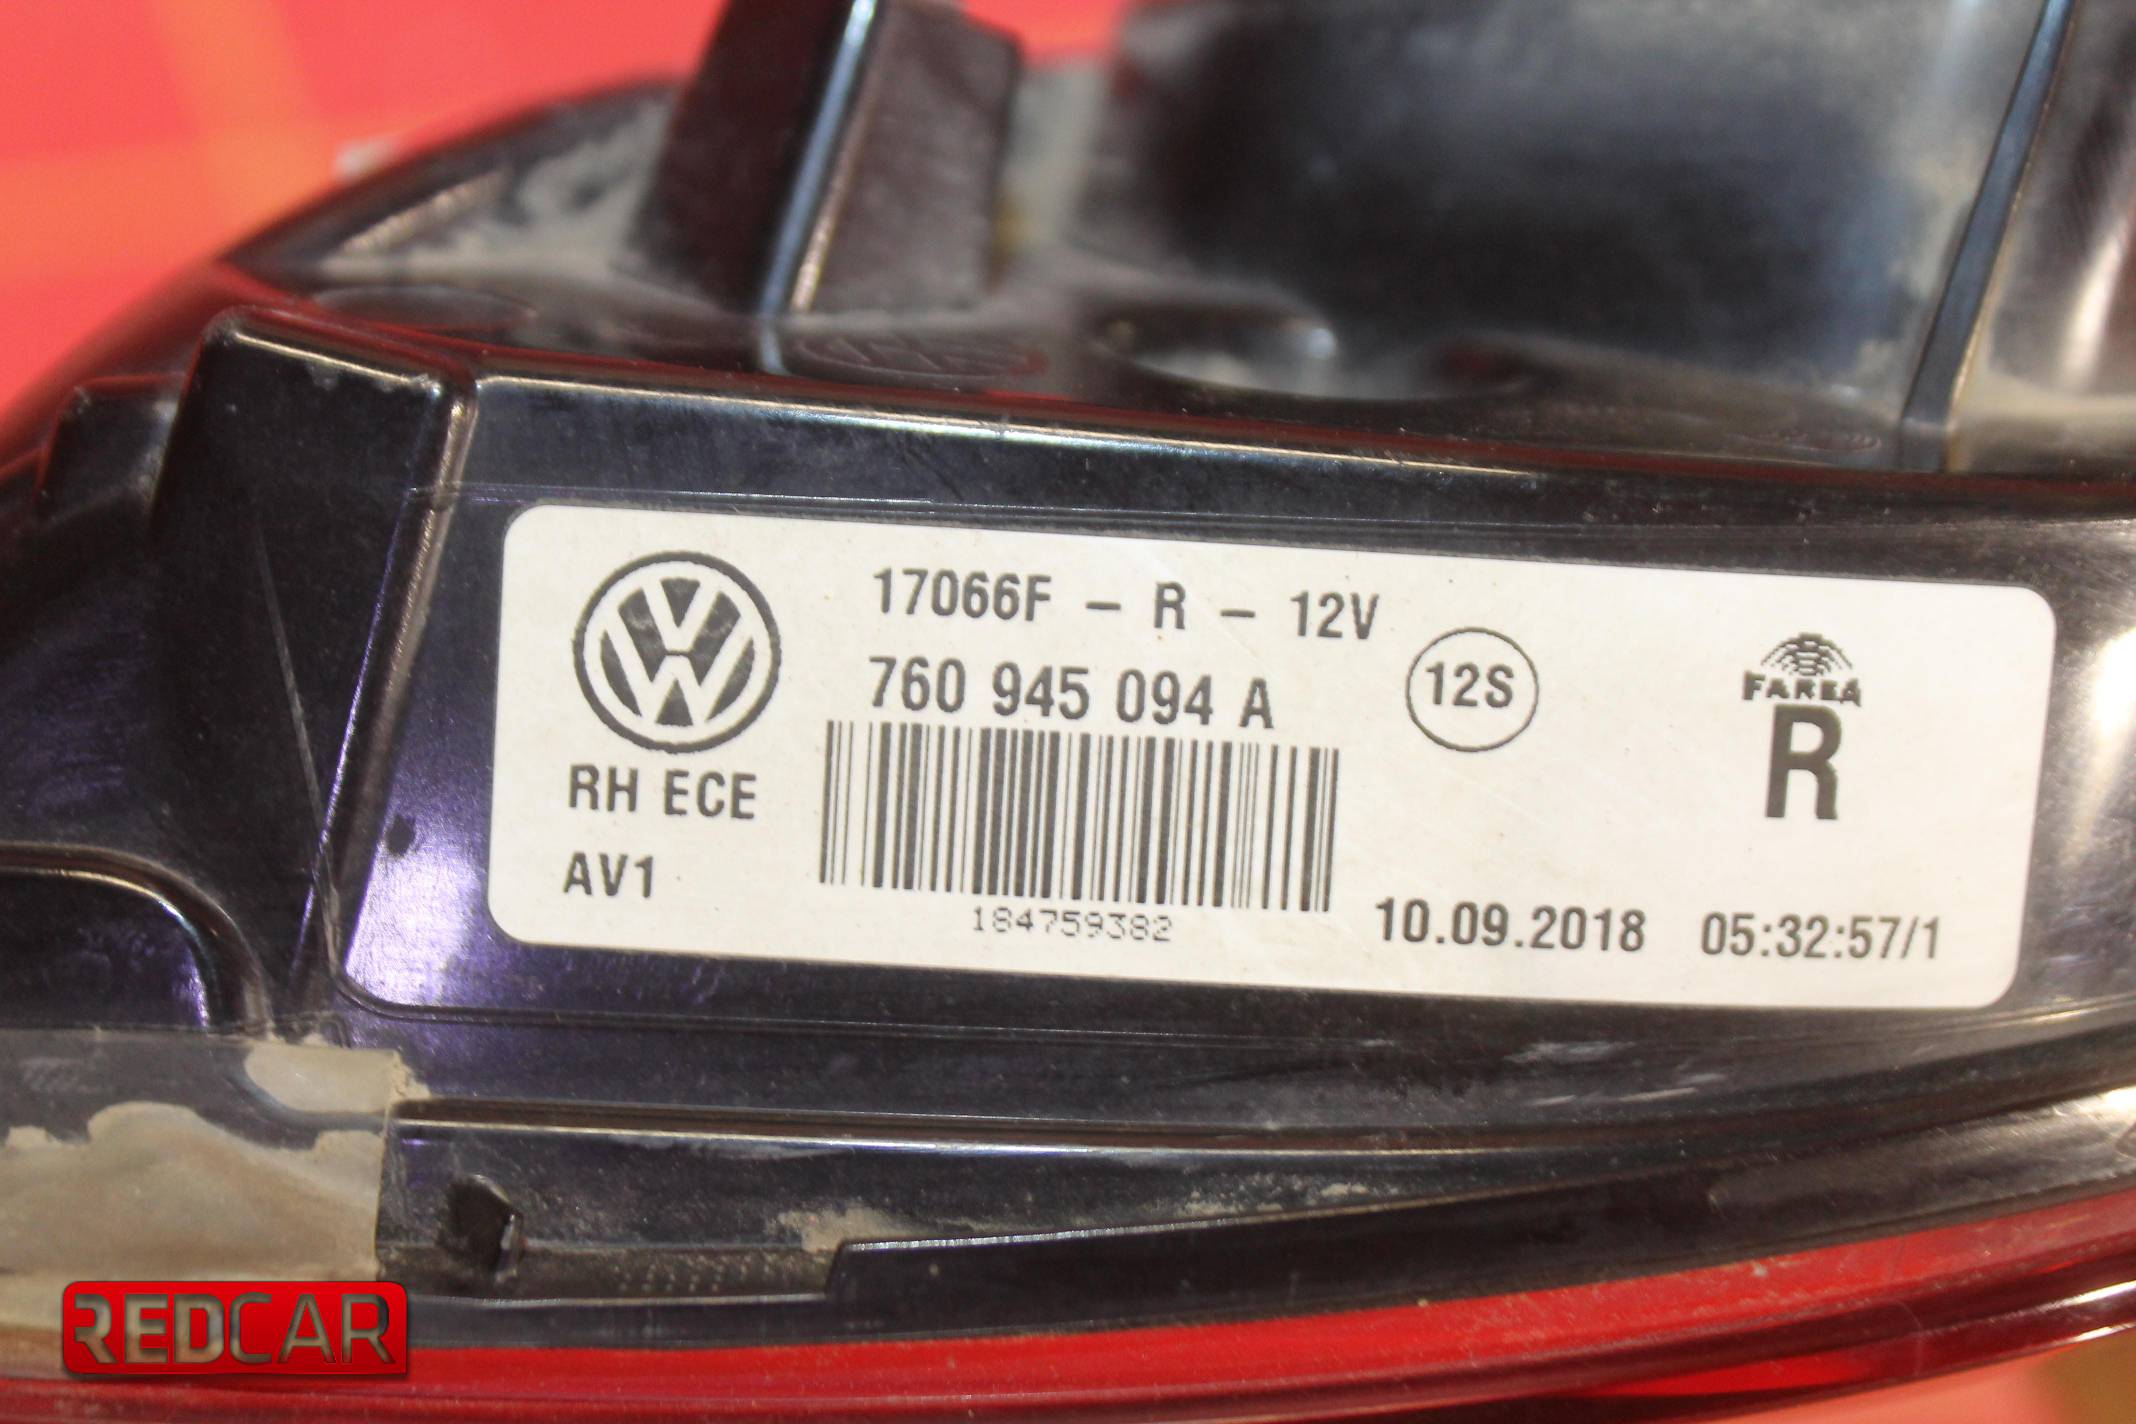 17066F - R - 12V
760 945 094 A
12S
FAREA
R
RH ECE
AV1
184759382
10.09.2018 05:32:57/1
REDCAR